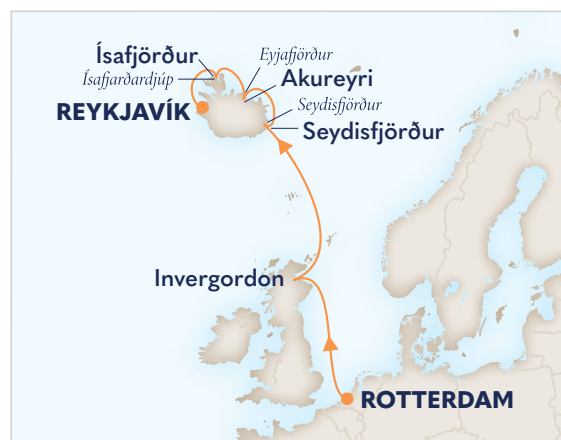 Ísafjörður
Eyjafjörður
Ísafjarðardjúp
Akureyri
REYKJAVÍK
Seydisfjörður
Seydisfjörður
Invergordon
ROTTERDAM